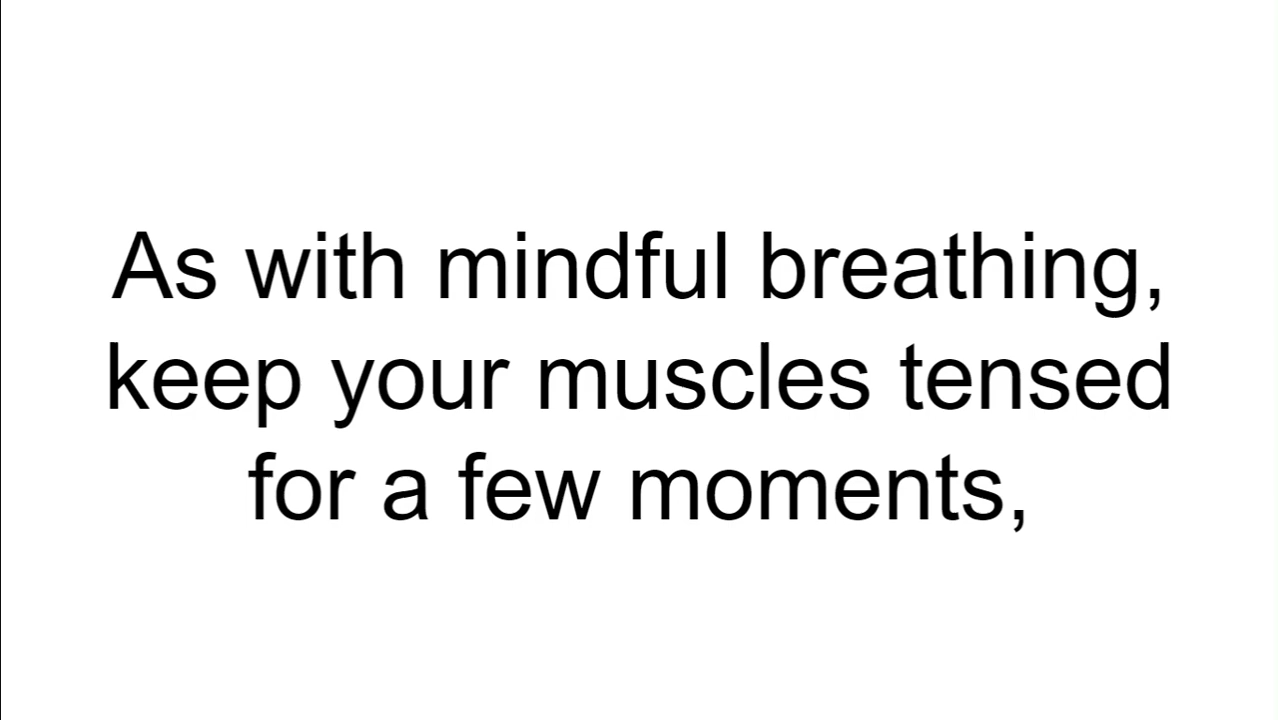 As with mindful breathing,
keep your muscles tensed
for a few moments,